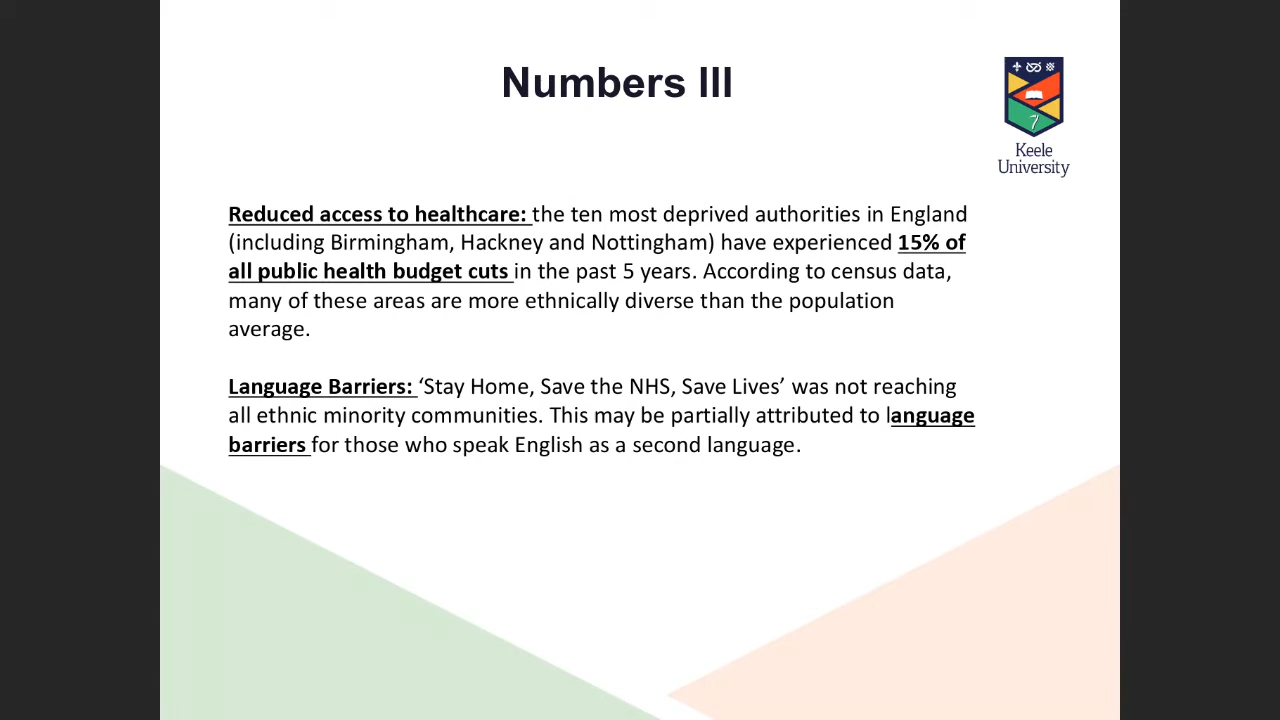 Numbers III
Keele
University
Reduced access to healthcare: the ten most deprived authorities in England
(including Birmingham, Hackney and Nottingham) have experienced 15% of
all public health budget cuts in the past 5 years. According to census data,
many of these areas are more ethnically diverse than the population
average.
Language Barriers: ‘Stay Home, Save the NHS, Save Lives’ was not reaching
all ethnic minority communities. This may be partially attributed to language
barriers for those who speak English as a second language.